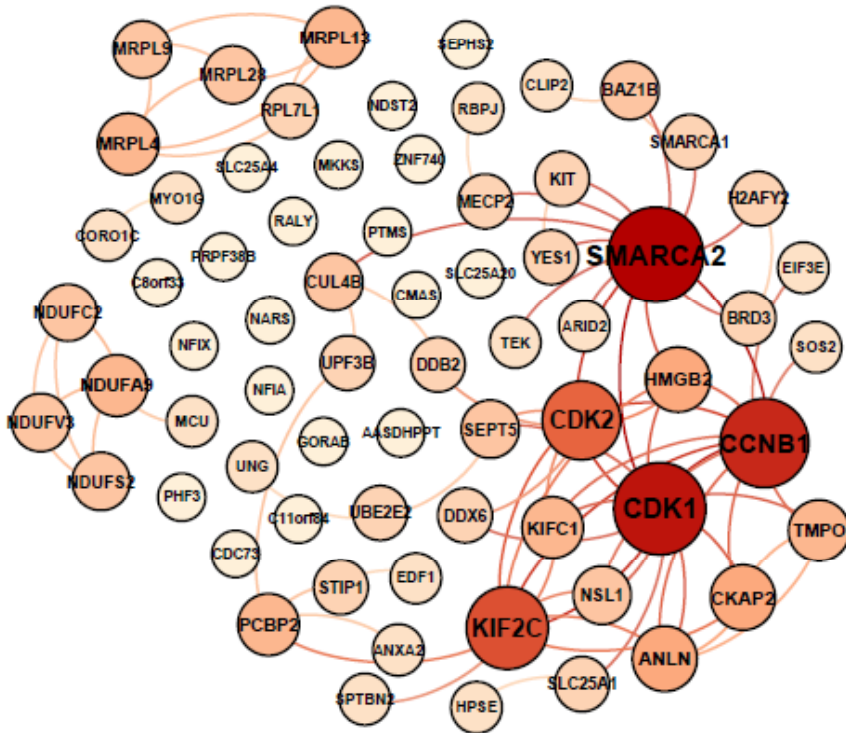 MRPL13
SEPHS2
MRPL9
MRPL28
CLIP2
BAZ1B
RPL7L1
NDST2
RBPJ
MRPL4
SMARCA1
SLC25A4
MKKS
ZNF740
KIT
MYO1G
MECP2
H2AFY2
CORO1C
RALY
PTMS
PRPF38B
YES1
SMARCA2
SLC25A20
EIF3E
C8orf33
CUL4B
CMAS
NDUFC2
NARS
ARID2
BRD3
NFIX
TEK
SOS2
UPF3B
DDB2
HMGB2
NDUFA9
NFIA
CDK2
NDUFV3
MCU
GORAB
AASDHPPT
SEPT5
CCNB1
UNG
NDUFS2
PHF3
C11orf84
UBE2E2
DDX6
CDK1
KIFC1
TMPO
CDC73
STIP1
EDF1
NSL1
CKAP2
PCBP2
KIF2C
ANXA2
ANLN
SLC25A1
SPTBN2
HPSE